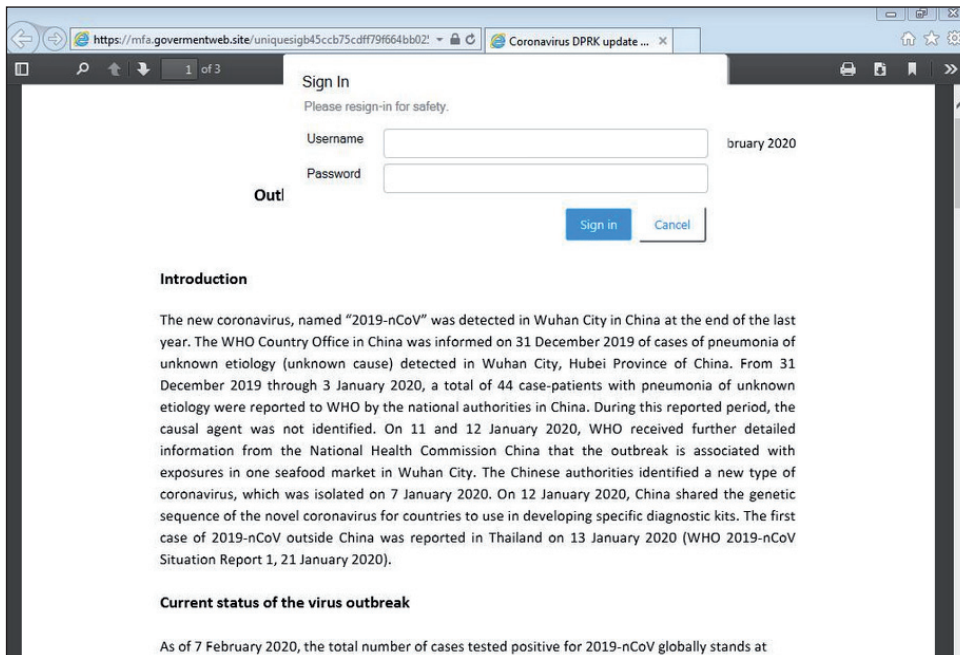 https://mfa.govermentweb.site/uniquesigb45ccb75cdff79f664bb02
Coronavirus DPRK update ...
1 of 3
Sign In
Please resign-in for safety.
Username
bruary 2020
Password
Outl
Sign in
Cancel
Introduction
The new coronavirus, named “2019-nCoV” was detected in Wuhan City in China at the end of the last
year. The WHO Country Office in China was informed on 31 December 2019 of cases of pneumonia of
unknown etiology (unknown cause) detected in Wuhan City, Hubei Province of China. From 31
December 2019 through 3 January 2020, a total of 44 case-patients with pneumonia of unknown
etiology were reported to WHO by the national authorities in China. During this reported period, the
causal agent was not identified. On 11 and 12 January 2020, WHO received further detailed
information from the National Health Commission China that the outbreak is associated with
exposures in one seafood market in Wuhan City. The Chinese authorities identified a new type of
coronavirus, which was isolated on 7 January 2020. On 12 January 2020, China shared the genetic
sequence of the novel coronavirus for countries to use in developing specific diagnostic kits. The first
case of 2019-nCoV outside China was reported in Thailand on 13 January 2020 (WHO 2019-nCoV
Situation Report 1, 21 January 2020).
Current status of the virus outbreak
As of 7 February 2020, the total number of cases tested positive for 2019-nCoV globally stands at